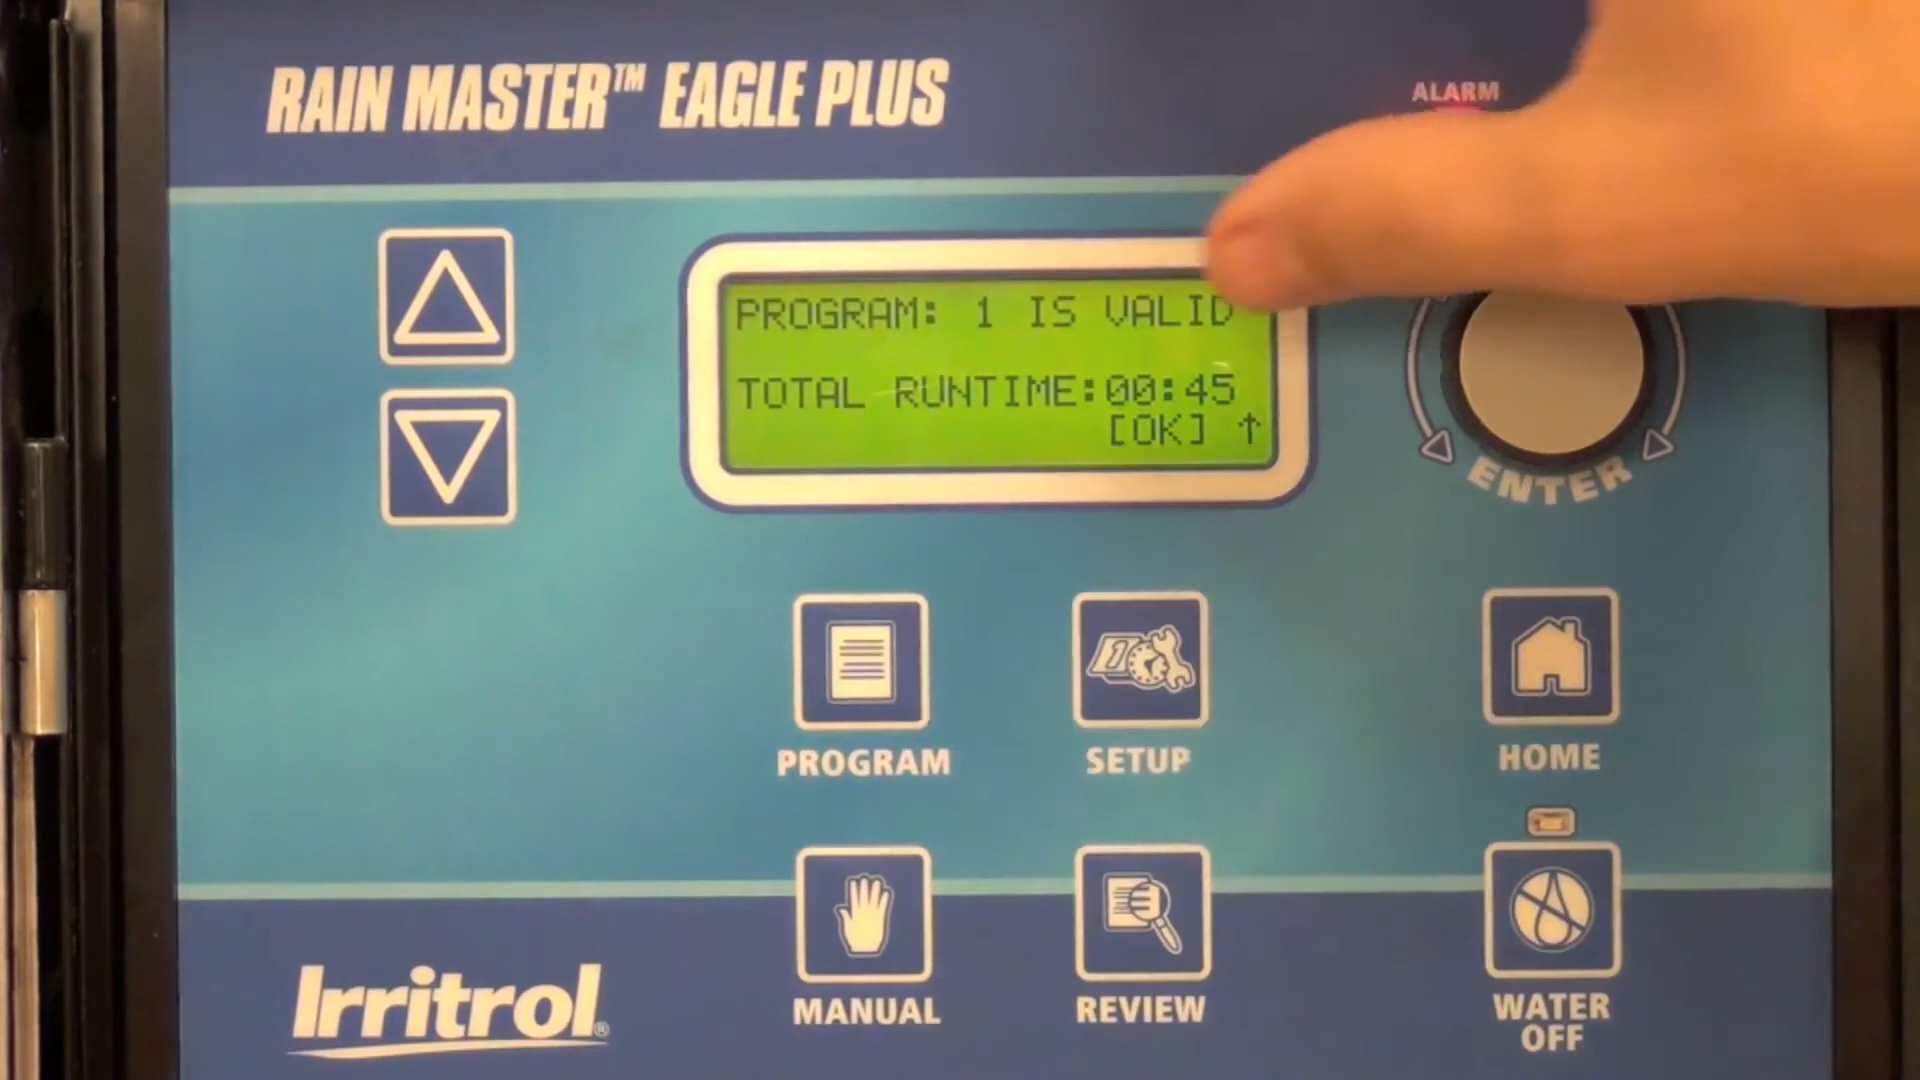 RAIN MASTER™ EAGLE PLUS
ALARM
PROGRAM: 1 IS VALID
TOTAL RUNTIME:00:45
[OK] ↑
ENTER
PROGRAM
SETUP
HOME
MANUAL
REVIEW
WATER
OFF
Irritrol®